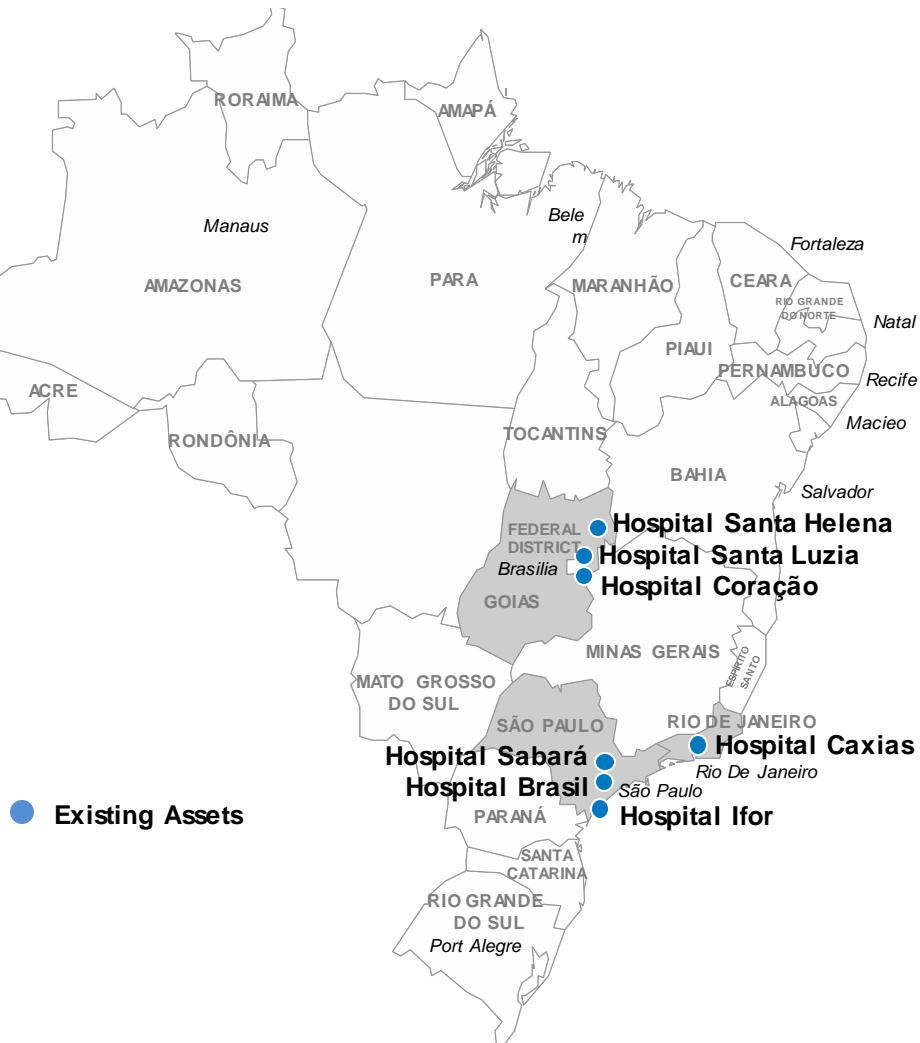 RORAIMA
AMAPÁ
Manaus
Bele
m
Fortaleza
AMAZONAS
PARA
MARANHÃO
CEARA
RIO GRANDE
DO NORTE
Natal
PIAUI
PERNAMBUCO
Recife
ACRE
ALAGOAS
Macieo
RONDÔNIA
TOCANTINS
BAHIA
Salvador
FEDERAL
DISTRICT
Hospital Santa Helena
Hospital Santa Luzia
Brasilia
Hospital Coração
GOIAS
MINAS GERAIS
ESPÍRITO
SANTO
MATO GROSSO
DO SUL
SÃO PAULO
RIO DE JANEIRO
Hospital Caxias
Hospital Sabará
Rio De Janeiro
Hospital Brasil
São Paulo
Existing Assets
PARANÁ
Hospital Ifor
SANTA
CATARINA
RIO GRANDE
DO SUL
Port Alegre